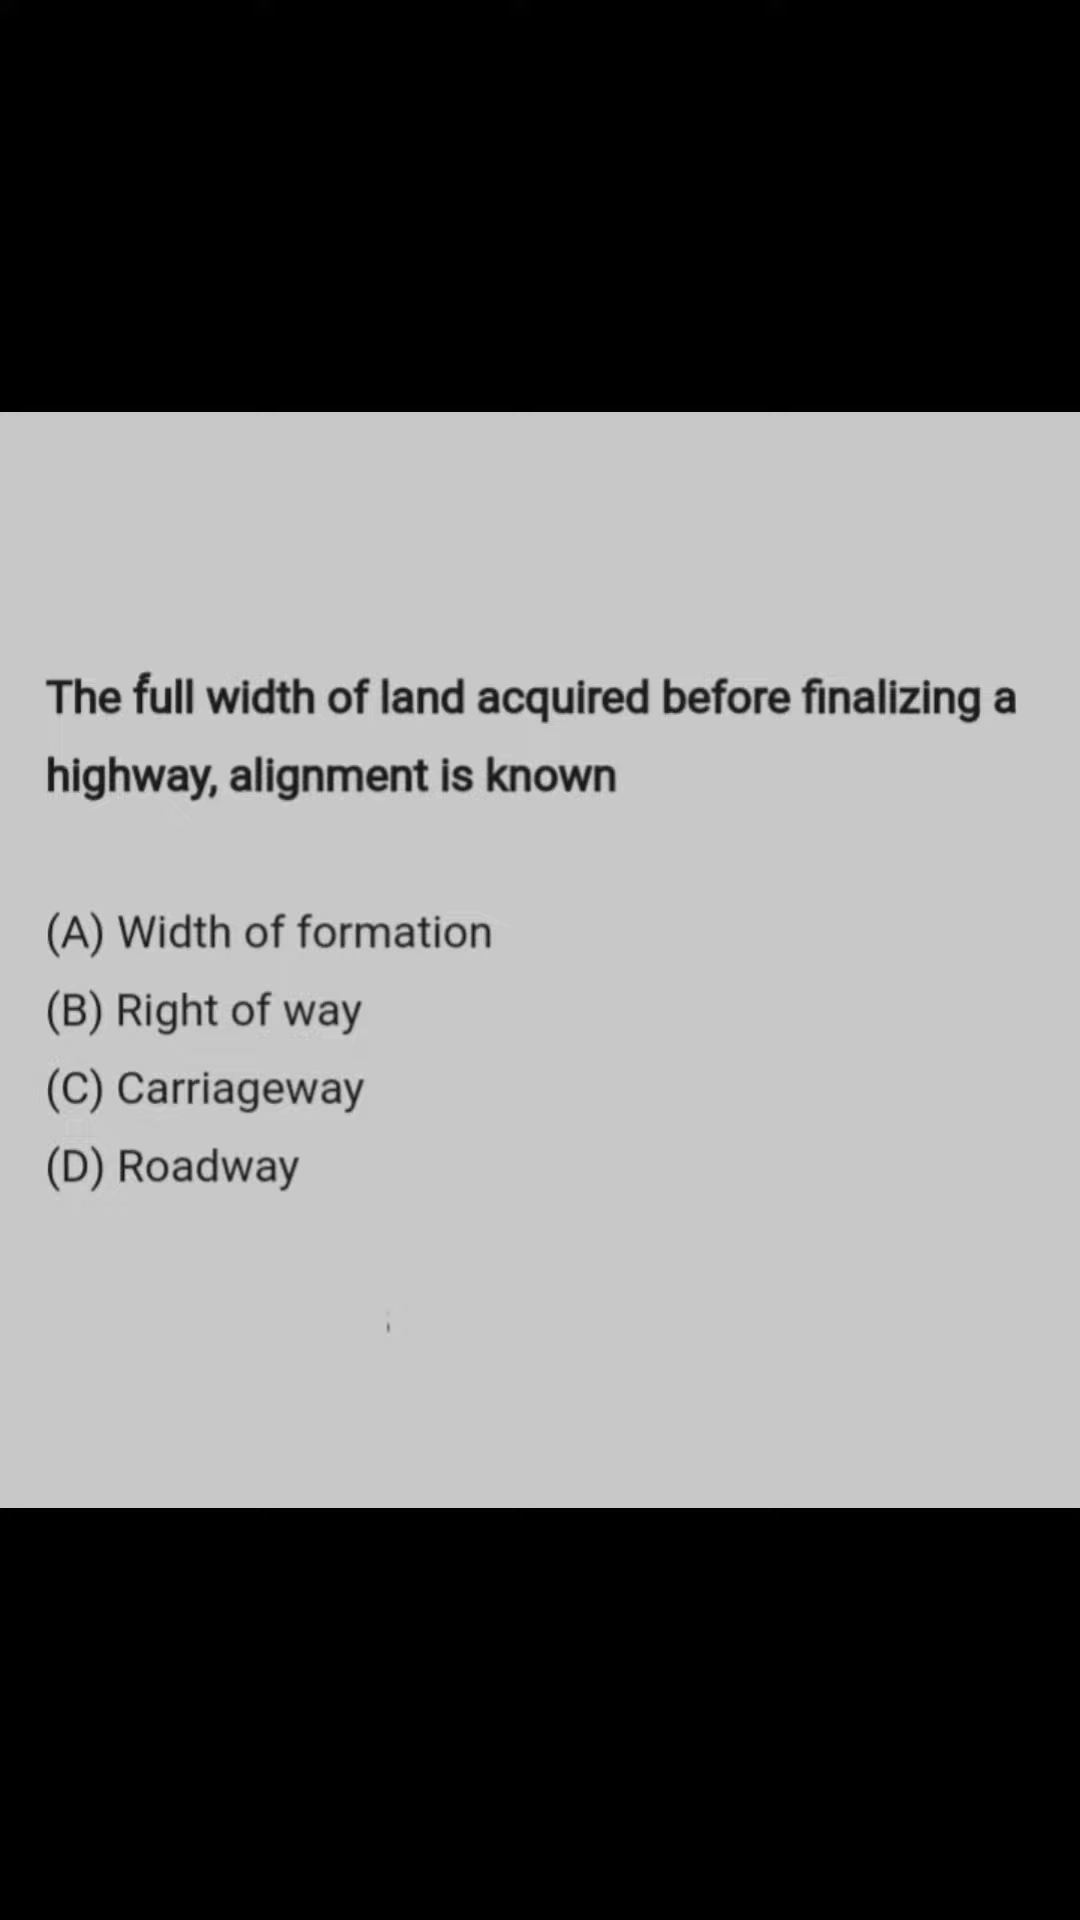 The full width of land acquired before finalizing a
highway, alignment is known
(A) Width of formation
(B) Right of way
(C) Carriageway
(D) Roadway